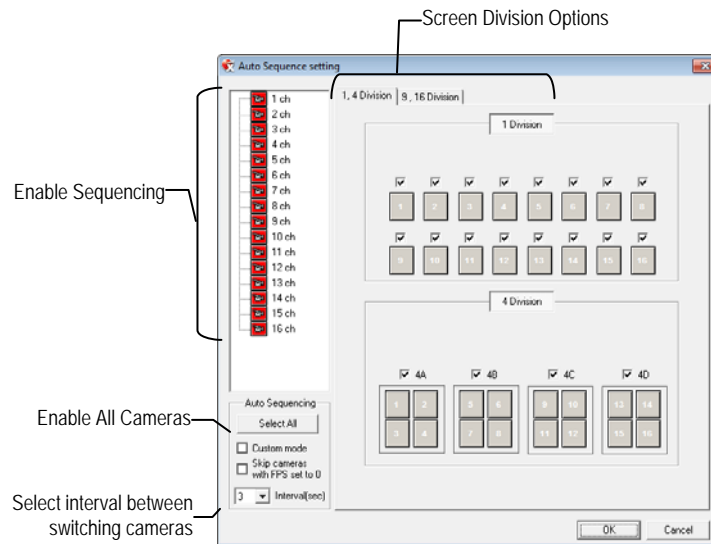 Screen Division Options
Auto Sequence setting
1, 4 Division
9 , 16 Division
1 ch
2 ch
3 ch
4 ch
5 ch
6 ch
7 ch
8 ch
9 ch
10 ch
11 ch
12 ch
13 ch
14 ch
15 ch
16 ch
Enable Sequencing
1 Division
1 2 3 4 5 6 7 8
9 10 11 12 13 14 15 16
4 Division
4A 4B 4C 4D
1 2 5 6 9 10 13 14
3 4 7 8 11 12 15 16
Auto Sequencing
Enable All Cameras
Select All
Custom mode
Skip cameras
with FPS set to 0
3 Interval(sec)
Select interval between
switching cameras
OK Cancel